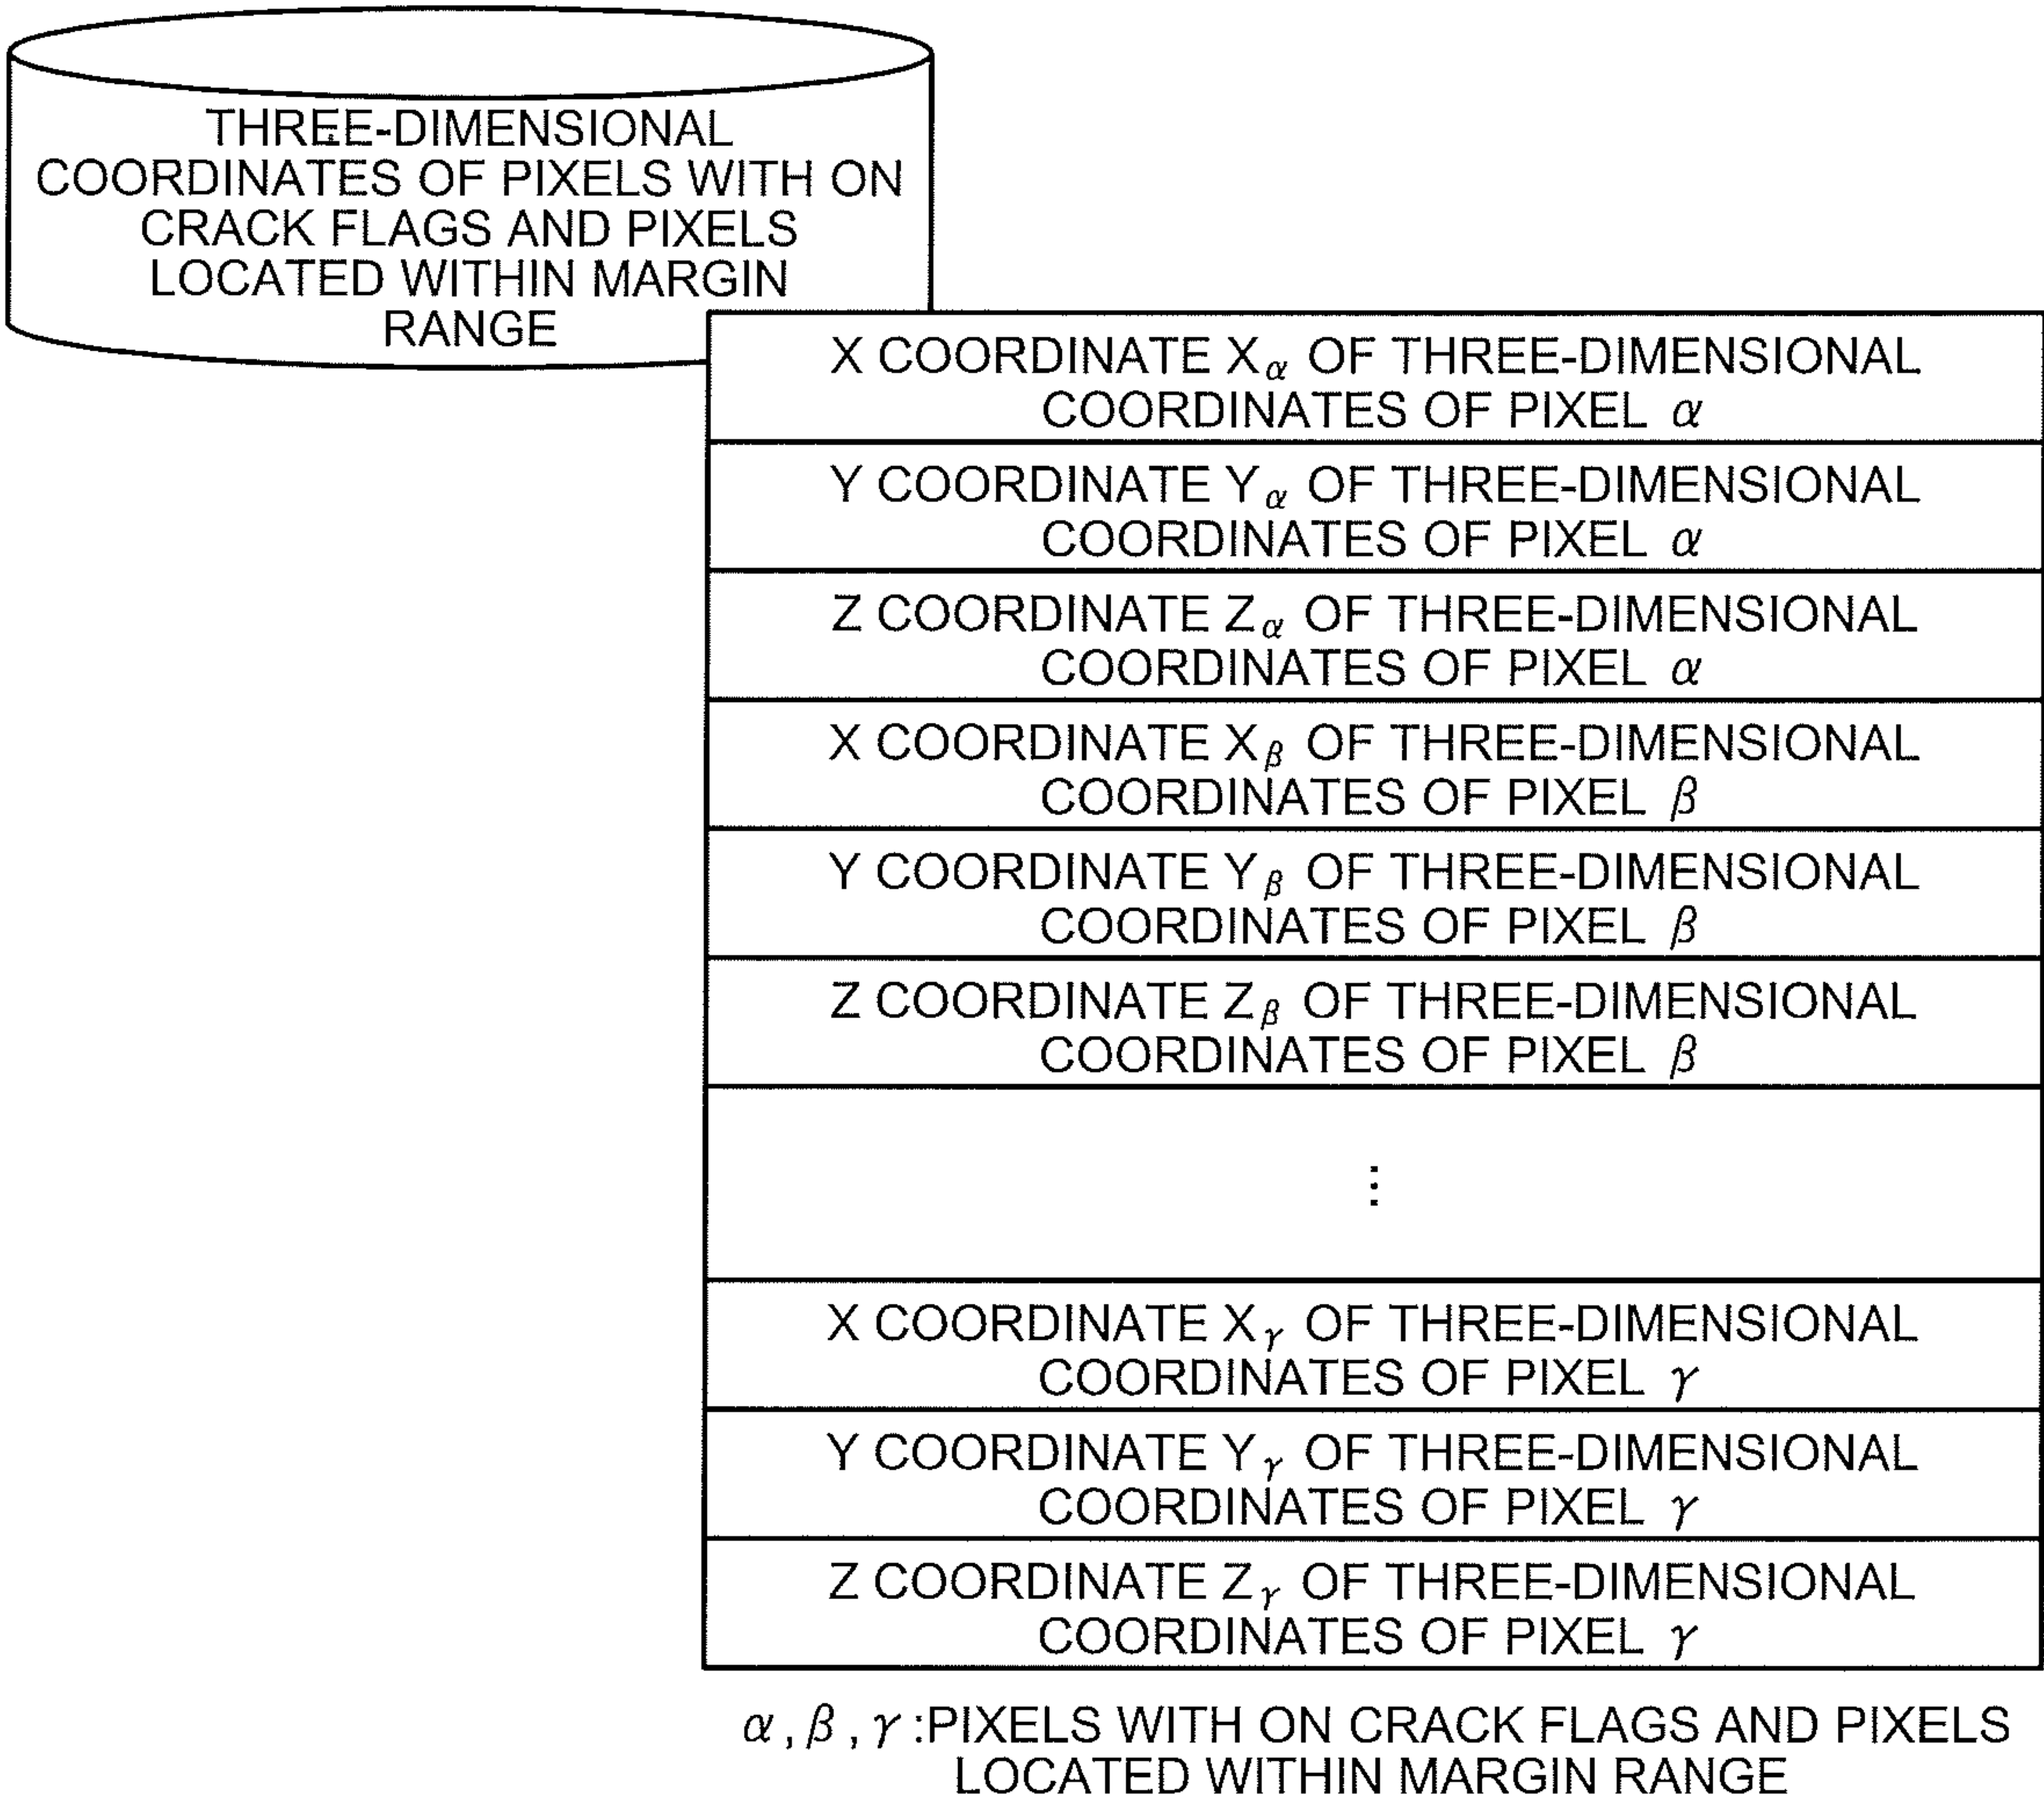 THREE-DIMENSIONAL
COORDINATES OF PIXELS WITH ON
CRACK FLAGS AND PIXELS
LOCATED WITHIN MARGIN
RANGE
X COORDINATE Xα OF THREE-DIMENSIONAL
COORDINATES OF PIXEL α
Y COORDINATE Yα OF THREE-DIMENSIONAL
COORDINATES OF PIXEL α
Z COORDINATE Zα OF THREE-DIMENSIONAL
COORDINATES OF PIXEL α
X COORDINATE Xβ OF THREE-DIMENSIONAL
COORDINATES OF PIXEL β
Y COORDINATE Yβ OF THREE-DIMENSIONAL
COORDINATES OF PIXEL β
Z COORDINATE Zβ OF THREE-DIMENSIONAL
COORDINATES OF PIXEL β
⋮
X COORDINATE Xγ OF THREE-DIMENSIONAL
COORDINATES OF PIXEL γ
Y COORDINATE Yγ OF THREE-DIMENSIONAL
COORDINATES OF PIXEL γ
Z COORDINATE Zγ OF THREE-DIMENSIONAL
COORDINATES OF PIXEL γ
α, β, γ :PIXELS WITH ON CRACK FLAGS AND PIXELS
LOCATED WITHIN MARGIN RANGE